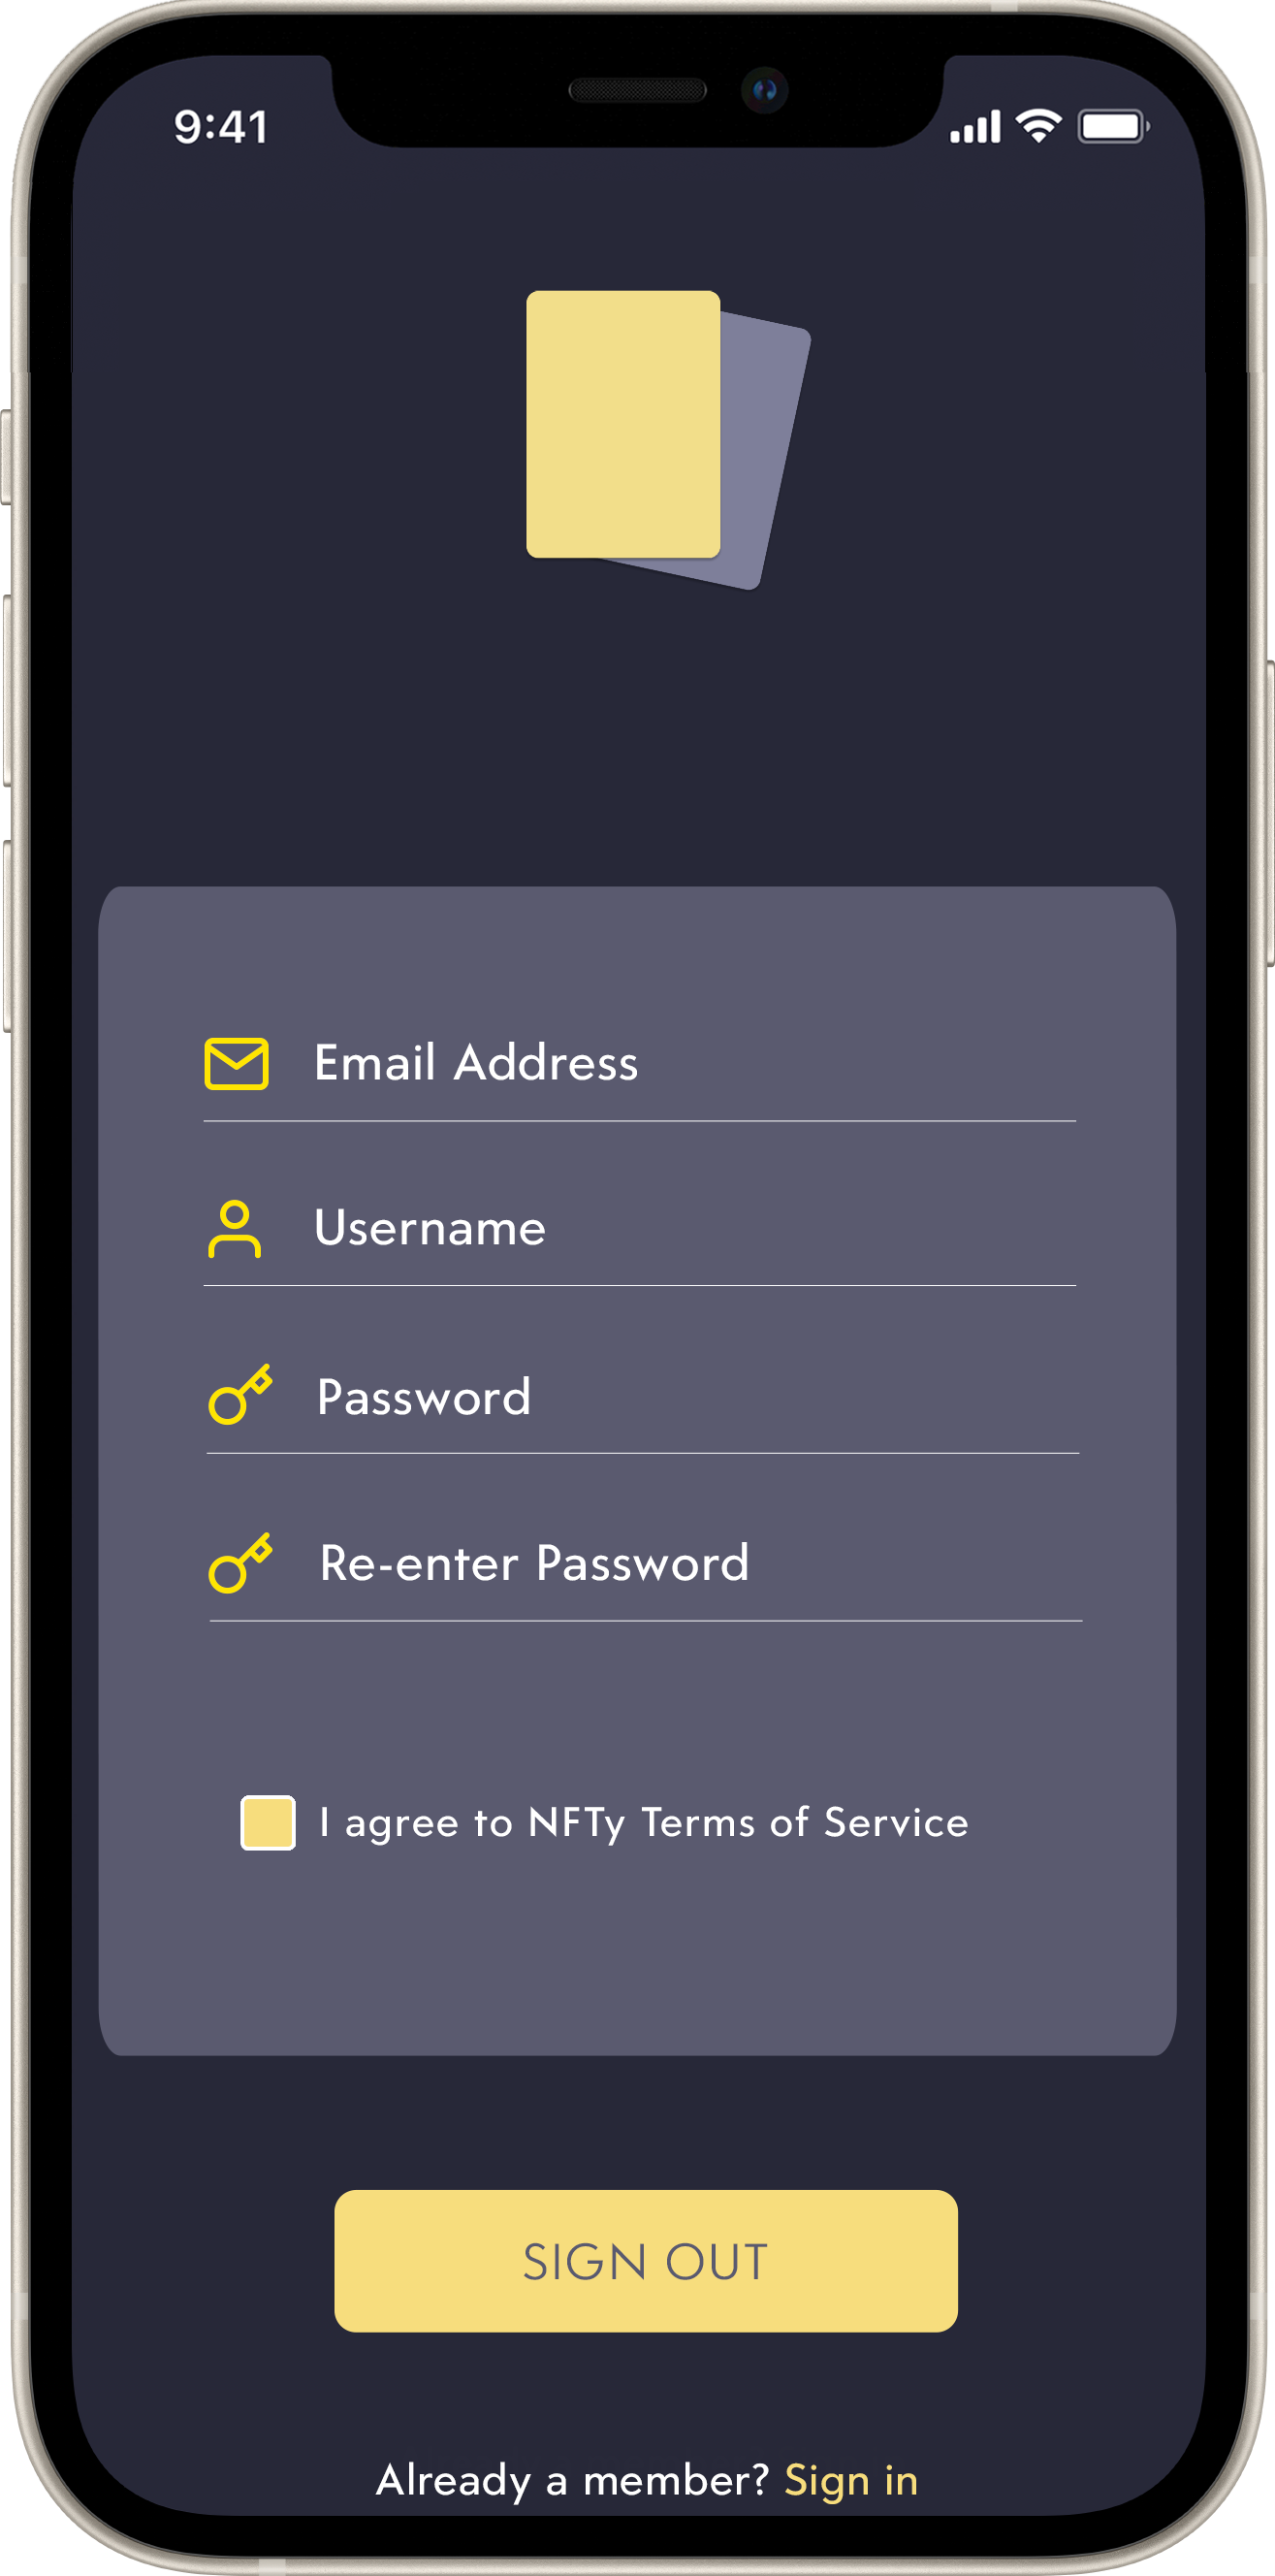 9:41
Email Address
Username
Password
Re-enter Password
I agree to NFTy Terms of Service
SIGN OUT
Already a member? Sign in